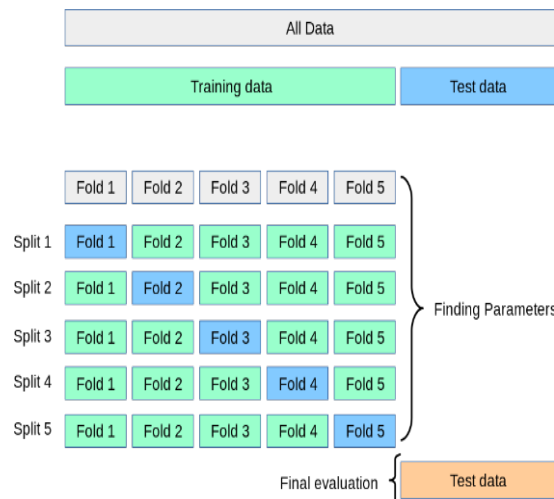 All Data
Training data Test data
Fold 1 Fold 2 Fold 3 Fold 4 Fold 5
Split 1 Fold 1 Fold 2 Fold 3 Fold 4 Fold 5
Split 2 Fold 1 Fold 2 Fold 3 Fold 4 Fold 5
Split 3 Fold 1 Fold 2 Fold 3 Fold 4 Fold 5
Split 4 Fold 1 Fold 2 Fold 3 Fold 4 Fold 5
Split 5 Fold 1 Fold 2 Fold 3 Fold 4 Fold 5
Finding Parameters
Final evaluation Test data